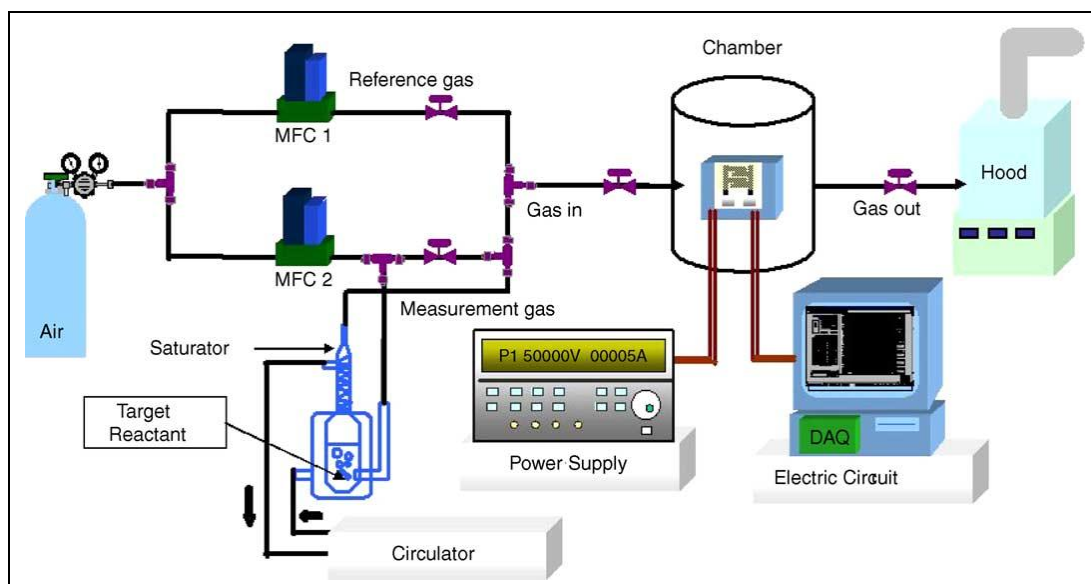 Chamber
Reference gas
MFC 1
Hood
Gas in
Gas out
MFC 2
Measurement gas
Air
Saturator
P1 50000V 00005A
Target
Reactant
DAQ
Power Supply
Electric Circuit
Circulator